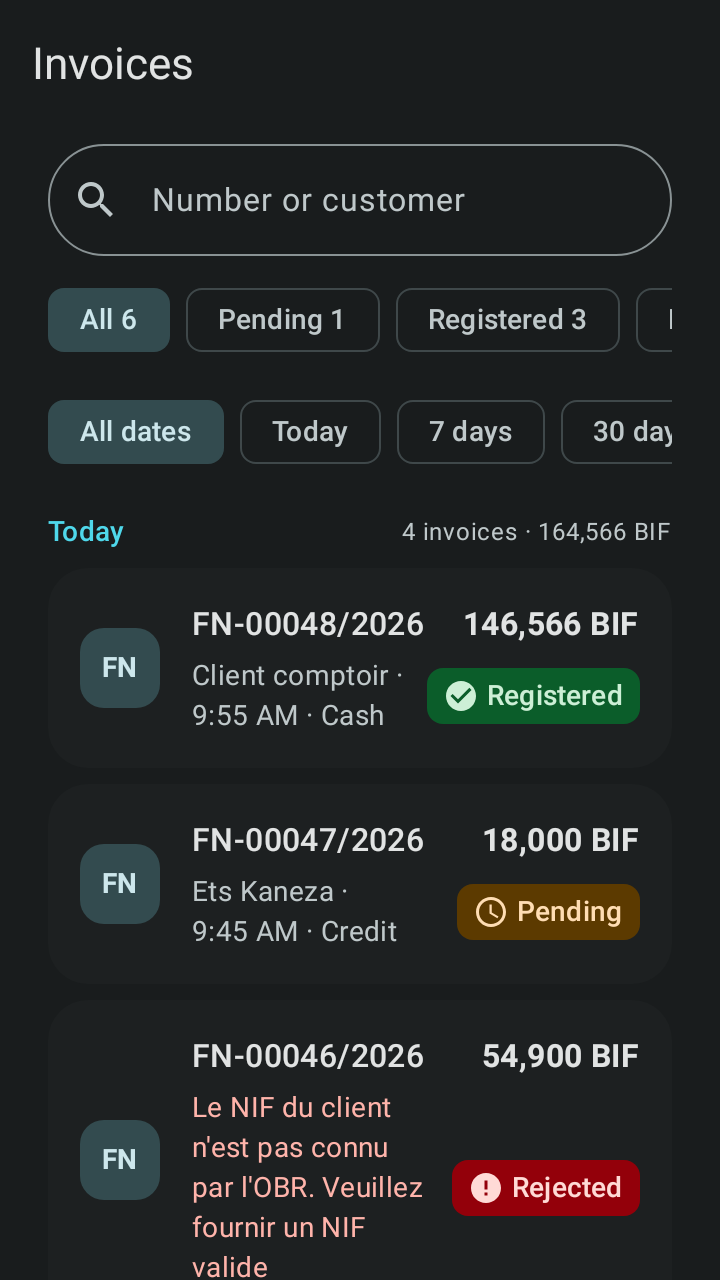 Invoices
Number or customer
All 6
Pending 1
Registered 3
All dates
Today
7 days
30 day
Today
4 invoices · 164,566 BIF
FN
FN-00048/2026
146,566 BIF
Client comptoir ·
9:55 AM · Cash
Registered
FN
FN-00047/2026
18,000 BIF
Ets Kaneza ·
9:45 AM · Credit
Pending
FN
FN-00046/2026
54,900 BIF
Le NIF du client
n'est pas connu
par l'OBR. Veuillez
fournir un NIF
valide
Rejected